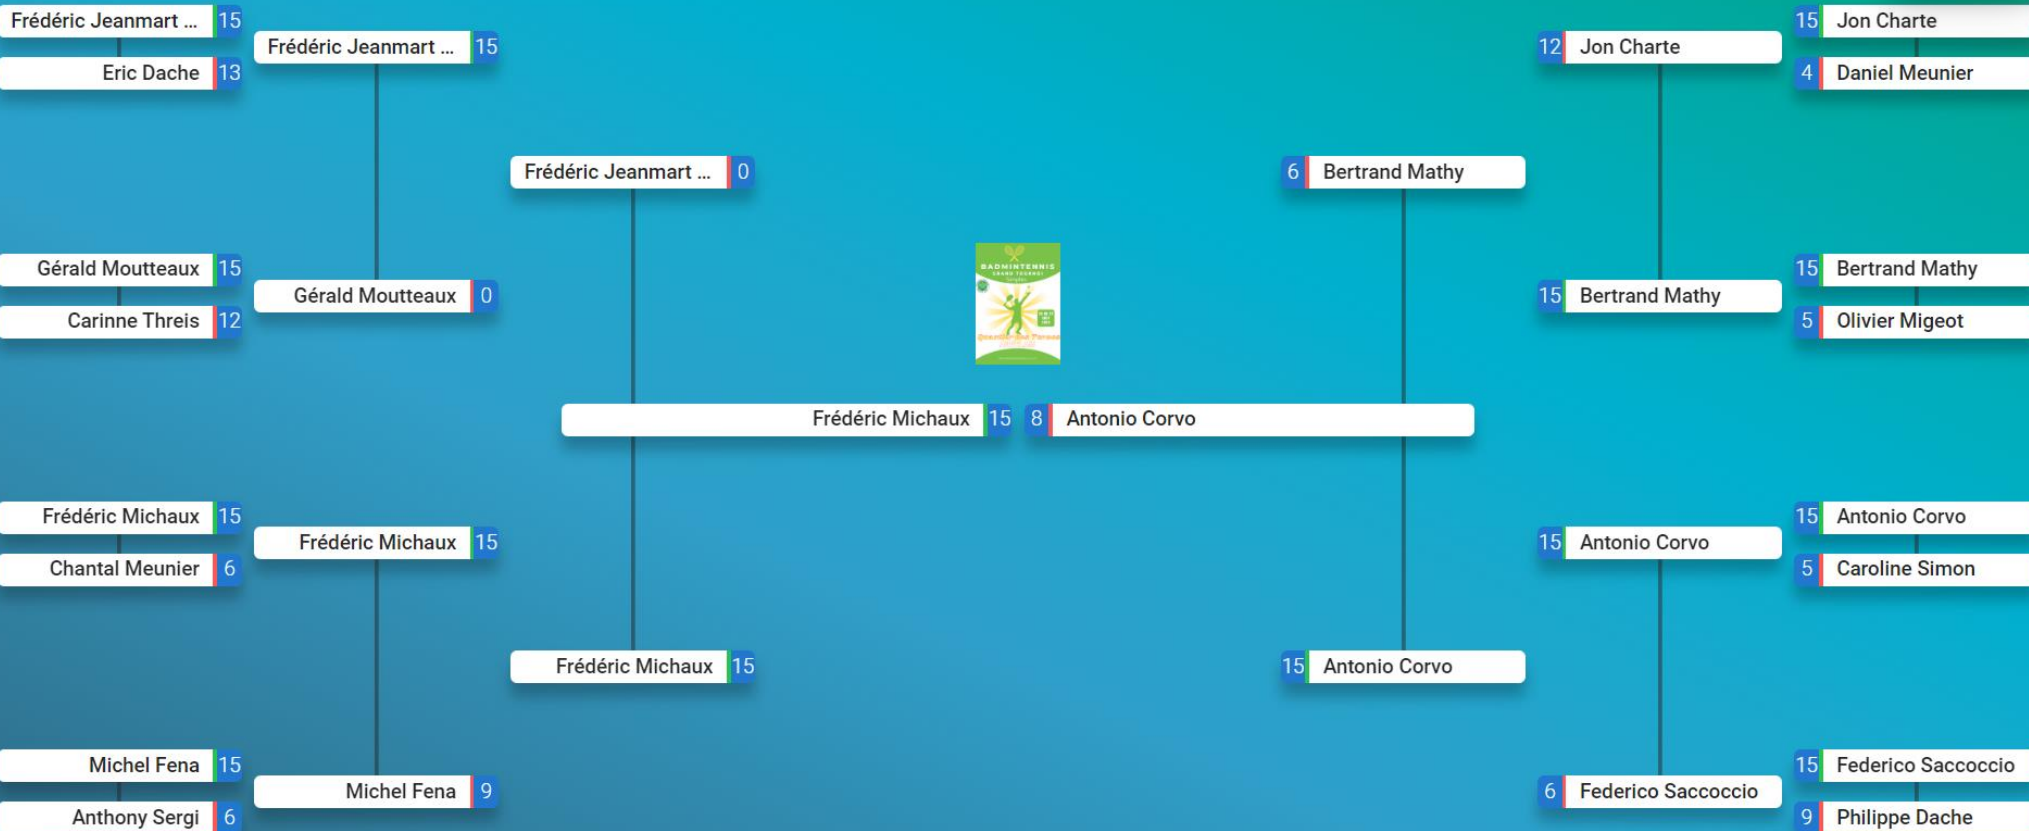 Frédéric Jeanmart ... 15
Eric Dache 13
Frédéric Jeanmart ... 15
Gérald Moutteaux 15
Carinne Threis 12
Gérald Moutteaux 0
Frédéric Jeanmart ... 0
Frédéric Michaux 15
Chantal Meunier 6
Frédéric Michaux 15
Michel Fena 15
Anthony Sergi 6
Michel Fena 9
Frédéric Michaux 15
BADMINTENNIS
GRAND TOURNOI
Frédéric Michaux 15
8 Antonio Corvo
6 Bertrand Mathy
15 Antonio Corvo
12 Jon Charte
15 Bertrand Mathy
15 Antonio Corvo
6 Federico Saccoccio
15 Jon Charte
4 Daniel Meunier
15 Bertrand Mathy
5 Olivier Migeot
15 Antonio Corvo
5 Caroline Simon
15 Federico Saccoccio
9 Philippe Dache